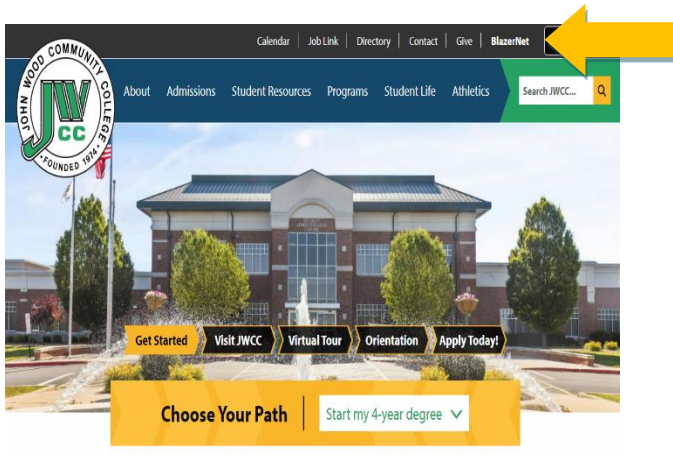 Calendar Job Link Directory Contact Give BlazerNet
JOHN WOOD COMMUNITY COLLEGE
JW
CC
FOUNDED 1974
About Admissions Student Resources Programs Student Life Athletics
Search JWCC...
Get Started Visit JWCC Virtual Tour Orientation Apply Today!
Choose Your Path Start my 4-year degree